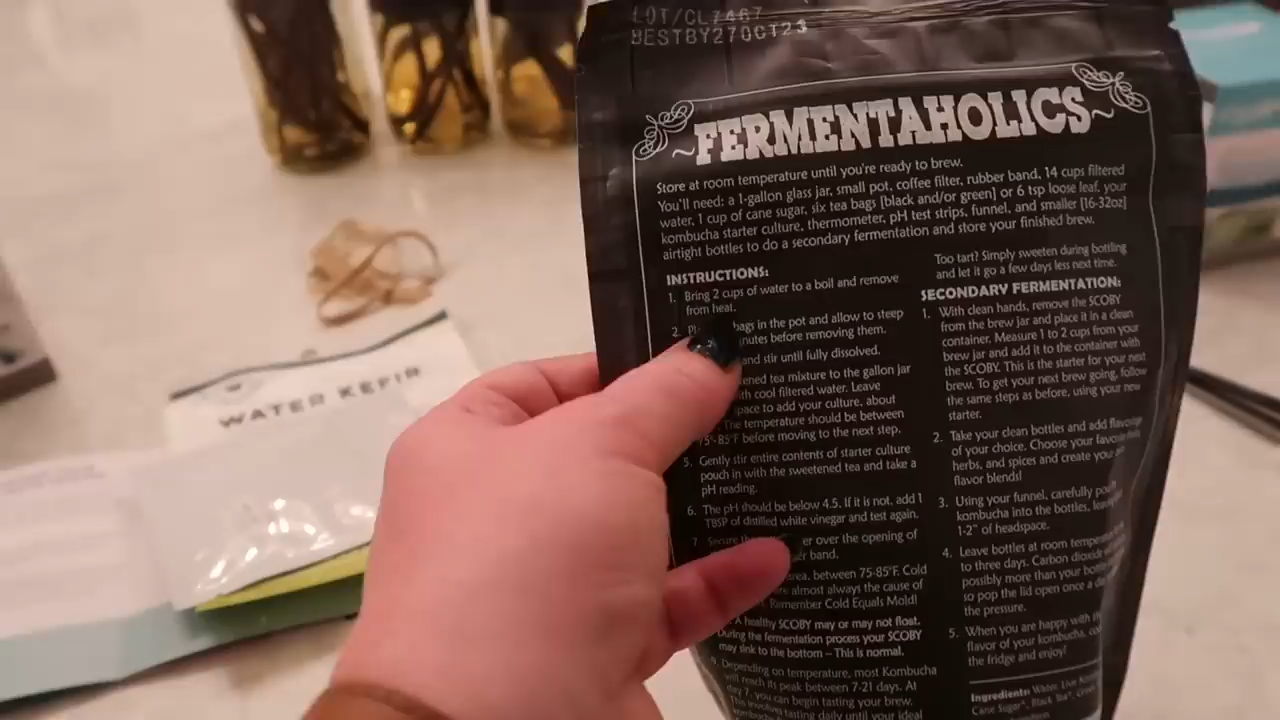 LOT/CL7467
BESTBY27OCT23
FERMENTAHOLICS
Store at room temperature until you're ready to brew.
You'll need: a 1-gallon glass jar, small pot, coffee filter, rubber band, 14 cups filtered
water, 1 cup of cane sugar, six tea bags [black and/or green] or 6 tsp loose leaf, your
kombucha starter culture, thermometer, pH test strips, funnel, and smaller [16-32oz]
airtight bottles to do a secondary fermentation and store your finished brew.
INSTRUCTIONS:
1. Bring 2 cups of water to a boil and remove
from heat.
2. bags in the pot and allow to steep
before removing them.
and stir until fully dissolved.
tea mixture to the gallon jar
cool filtered water. Leave
to add your culture, about
The temperature should be between
75°-85°F before moving to the next step.
5. Gently stir entire contents of starter culture
pouch in with the sweetened tea and take a
pH reading.
6. The pH should be below 4.5. If it is not, add 1
TBSP of distilled white vinegar and test again.
7. Secure over the opening of
band.
area, between 75-85°F. Cold
almost always the cause of
Remember Cold Equals Mold!
A healthy SCOBY may or may not float.
During the fermentation process your SCOBY
may sink to the bottom – This is normal.
9. Depending on temperature, most Kombucha
will reach its peak between 7-21 days. At
day 7, you can begin tasting your brew.
This involves tasting daily until your ideal
Too tart? Simply sweeten during bottling
and let it go a few days less next time.
SECONDARY FERMENTATION:
1. With clean hands, remove the SCOBY
from the brew jar and place it in a clean
container. Measure 1 to 2 cups from your
brew jar and add it to the container with
the SCOBY. This is the starter for your next
brew. To get your next brew going, follow
the same steps as before, using your new
starter.
2. Take your clean bottles and add
of your choice. Choose your
herbs, and spices and create your
flavor blends!
3. Using your funnel, carefully
kombucha into the bottles,
1-2" of headspace.
4. Leave bottles at room
to three days. Carbon dioxide
possibly more than your
so pop the lid open once a
the pressure.
5. When you are happy with
flavor of your kombucha,
the fridge and enjoy!
Ingredients: Water, Live
Cane Sugar*, Black Tea*,
WATER KEFIR